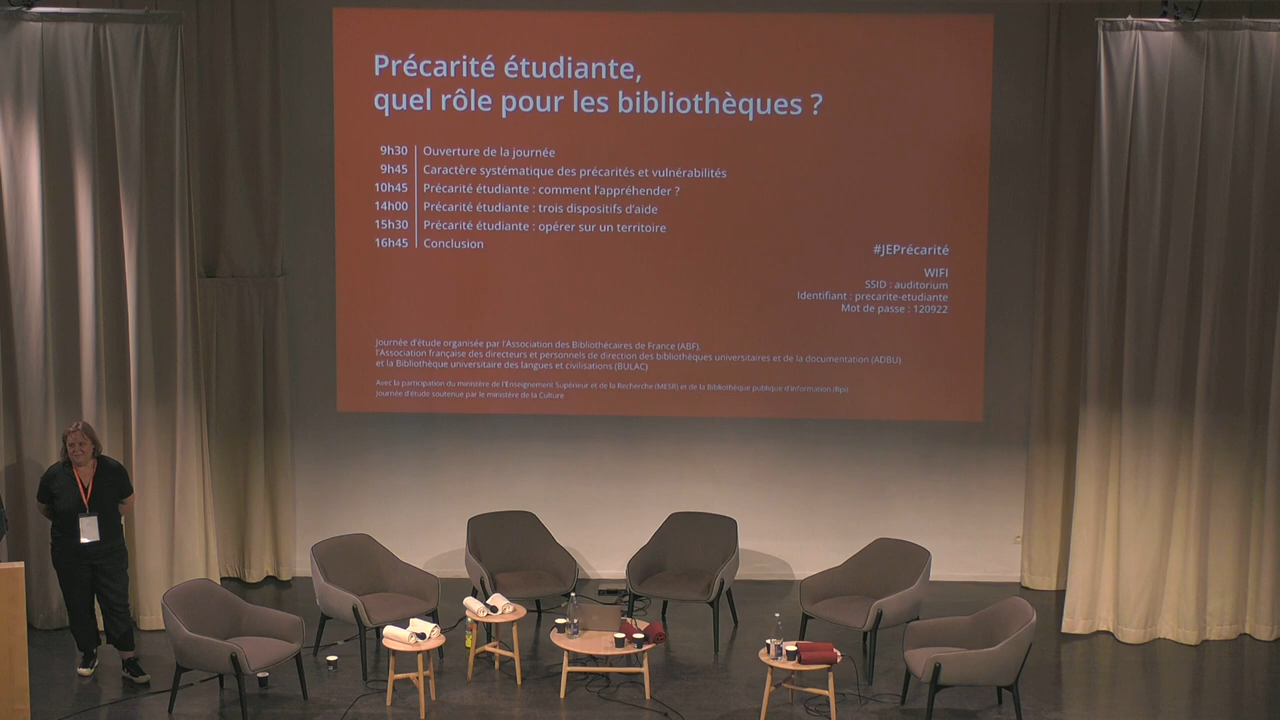 Précarité étudiante,
quel rôle pour les bibliothèques ?
9h30 Ouverture de la journée
9h45 Caractère systématique des précarités et vulnérabilités
10h45 Précarité étudiante : comment l'appréhender ?
14h00 Précarité étudiante : trois dispositifs d'aide
15h30 Précarité étudiante : opérer sur un territoire
16h45 Conclusion
#JEPrécarité
WIFI
SSID : auditorium
Identifiant : precarite-etudiante
Mot de passe : 120922
Journée d'étude organisée par l'Association des Bibliothécaires de France (ABF),
l'Association française des directeurs et personnels de direction des bibliothèques universitaires et de la documentation (ADBU)
et la Bibliothèque universitaire des langues et civilisations (BULAC)
Avec la participation du ministère de l'Enseignement Supérieur et de la Recherche (MESR) et de la Bibliothèque publique d'information (Bpi)
Journée d'étude soutenue par le ministère de la Culture